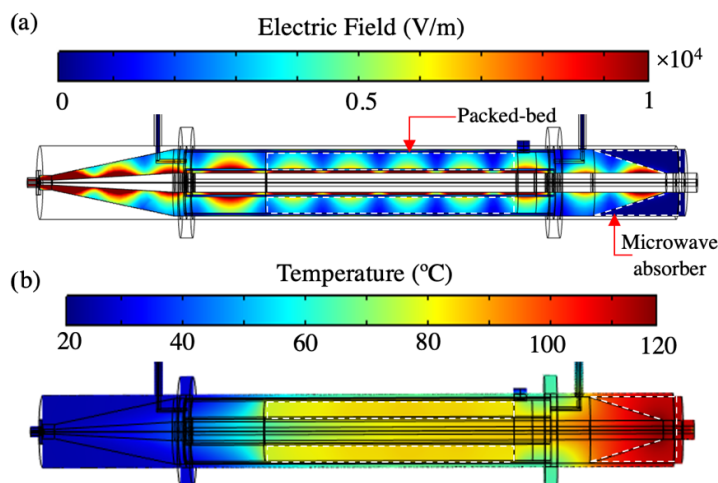 (a)
Electric Field (V/m)
×10⁴
0 0.5 1
Packed-bed
Microwave
absorber
(b)
Temperature (ºC)
20 40 60 80 100 120